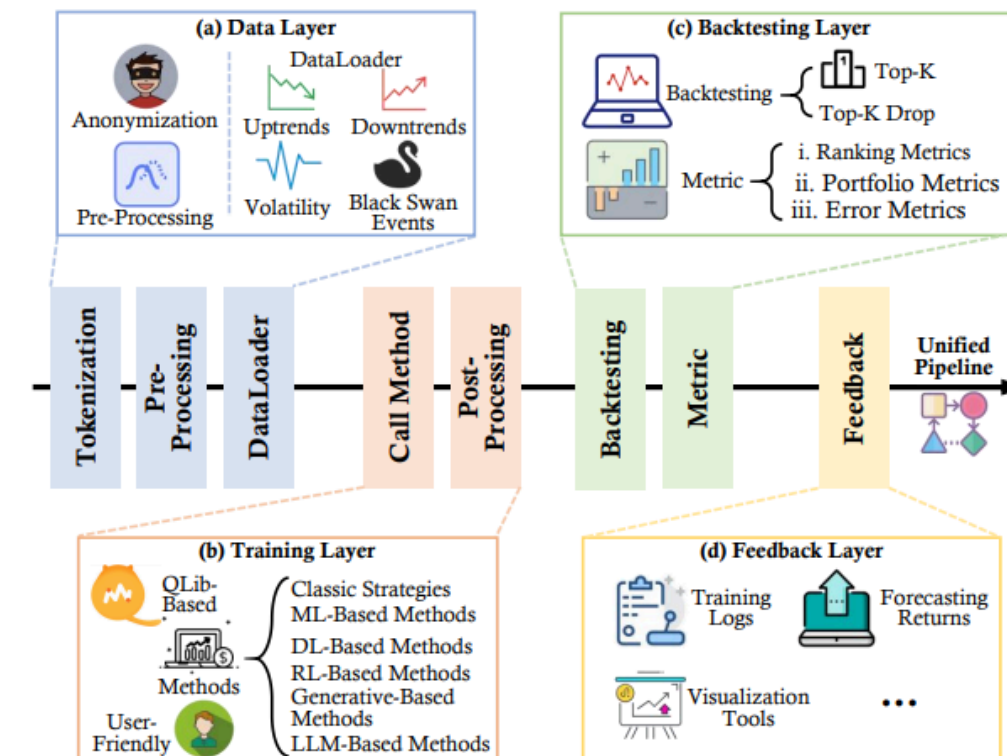 (a) Data Layer
DataLoader
Anonymization
Uptrends
Downtrends
Pre-Processing
Volatility
Black Swan
Events
(c) Backtesting Layer
Backtesting
1
Top-K
Top-K Drop
Metric
i. Ranking Metrics
ii. Portfolio Metrics
iii. Error Metrics
Tokenization
Pre-
Processing
DataLoader
Call Method
Post-
Processing
Backtesting
Metric
Feedback
Unified
Pipeline
(b) Training Layer
QLib-
Based
$
Methods
User-
Friendly
Classic Strategies
ML-Based Methods
DL-Based Methods
RL-Based Methods
Generative-Based
Methods
LLM-Based Methods
(d) Feedback Layer
Training
Logs
Forecasting
Returns
Visualization
Tools
...